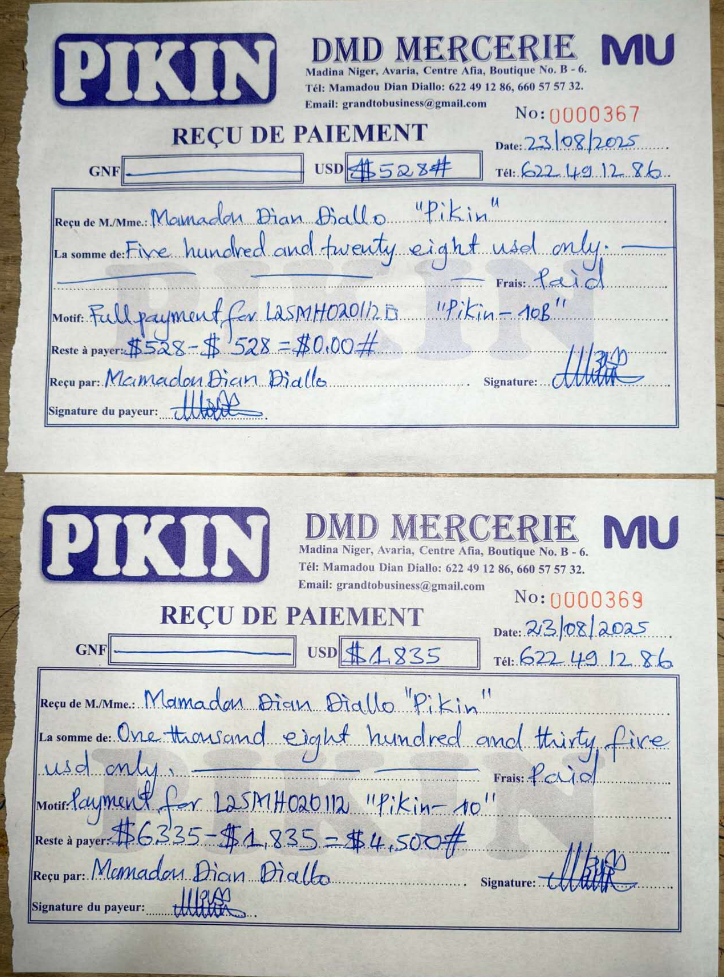 PIKIN
DMD MERCERIE MU
Madina Niger, Avaria, Centre Afia, Boutique No. B - 6.
Tél: Mamadou Dian Diallo: 622 49 12 86, 660 57 57 32.
Email: grandtobusiness@gmail.com
No: 0000367
REÇU DE PAIEMENT
Date: 23/08/2025
GNF USD $528#
Tél: 622 49 12 86
Reçu de M./Mme.: Mamadou Dian Diallo "Pikin"
La somme de: Five hundred and twenty eight usd only.
Frais: Paid
Motif: Full payment for L25MH020112B "Pikin-10B"
Reste à payer: $528-$528=$0.00#
Reçu par: Mamadou Dian Diallo Signature:
Signature du payeur:
PIKIN
PIKIN
DMD MERCERIE MU
Madina Niger, Avaria, Centre Afia, Boutique No. B - 6.
Tél: Mamadou Dian Diallo: 622 49 12 86, 660 57 57 32.
Email: grandtobusiness@gmail.com
No: 0000369
REÇU DE PAIEMENT
Date: 23/08/2025
GNF USD $1,835
Tél: 622 49 12 86
Reçu de M./Mme.: Mamadou Dian Diallo "Pikin"
La somme de: One thousand eight hundred and thirty five
usd only. Frais: Paid
Motif: Payment for L25MH020112 "Pikin-10"
Reste à payer: $6335-$1,835=$4,500#
Reçu par: Mamadou Dian Diallo Signature:
Signature du payeur:
PIKIN